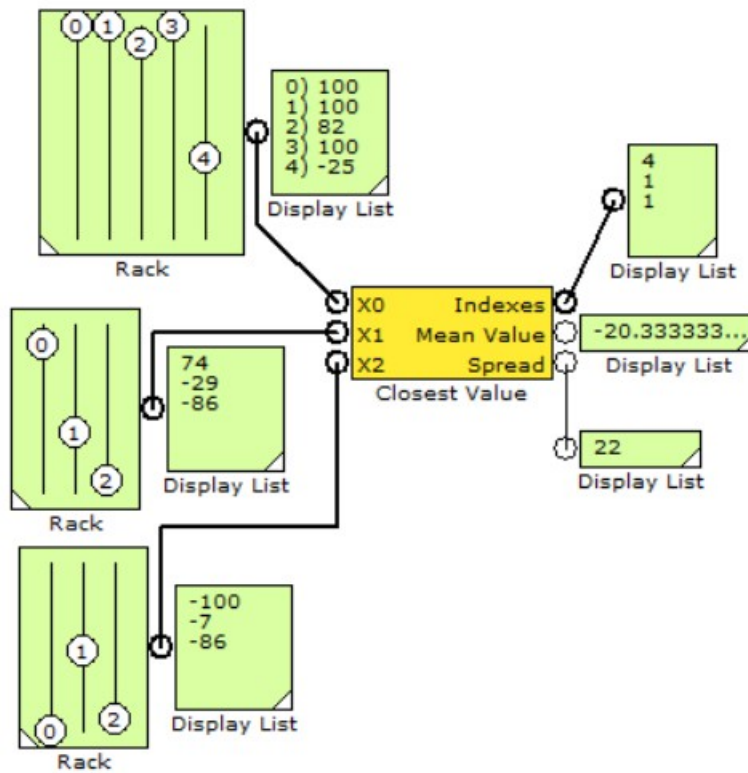 0 1 2 3 4
Rack
0) 100
1) 100
2) 82
3) 100
4) -25
Display List
4
1
1
Display List
X0 Indexes
X1 Mean Value
X2 Spread
Closest Value
-20.333333...
Display List
22
Display List
0 1 2
Rack
74
-29
-86
Display List
0 1 2
Rack
-100
-7
-86
Display List